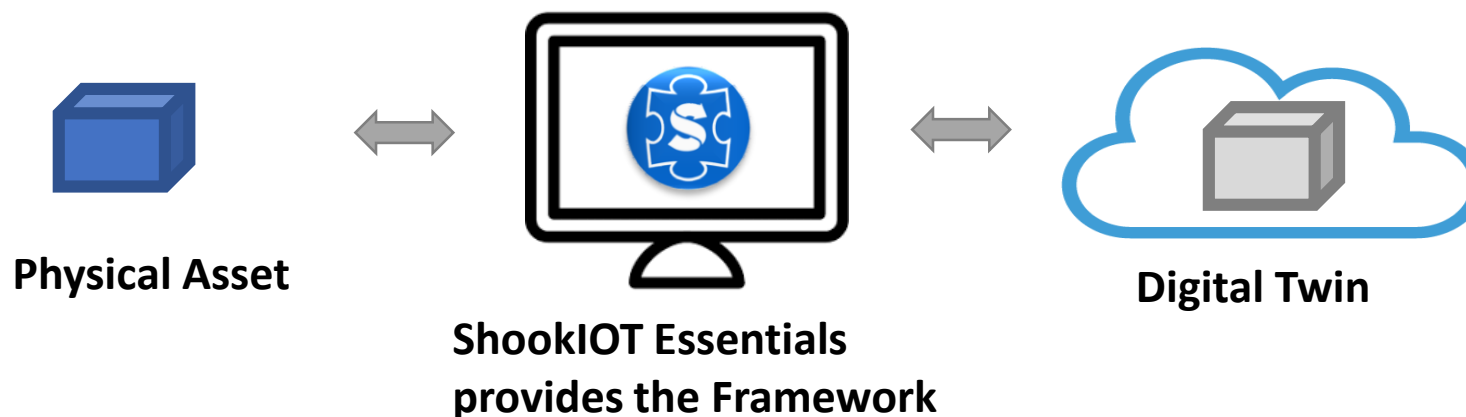 S
Physical Asset
Digital Twin
ShookIOT Essentials
provides the Framework